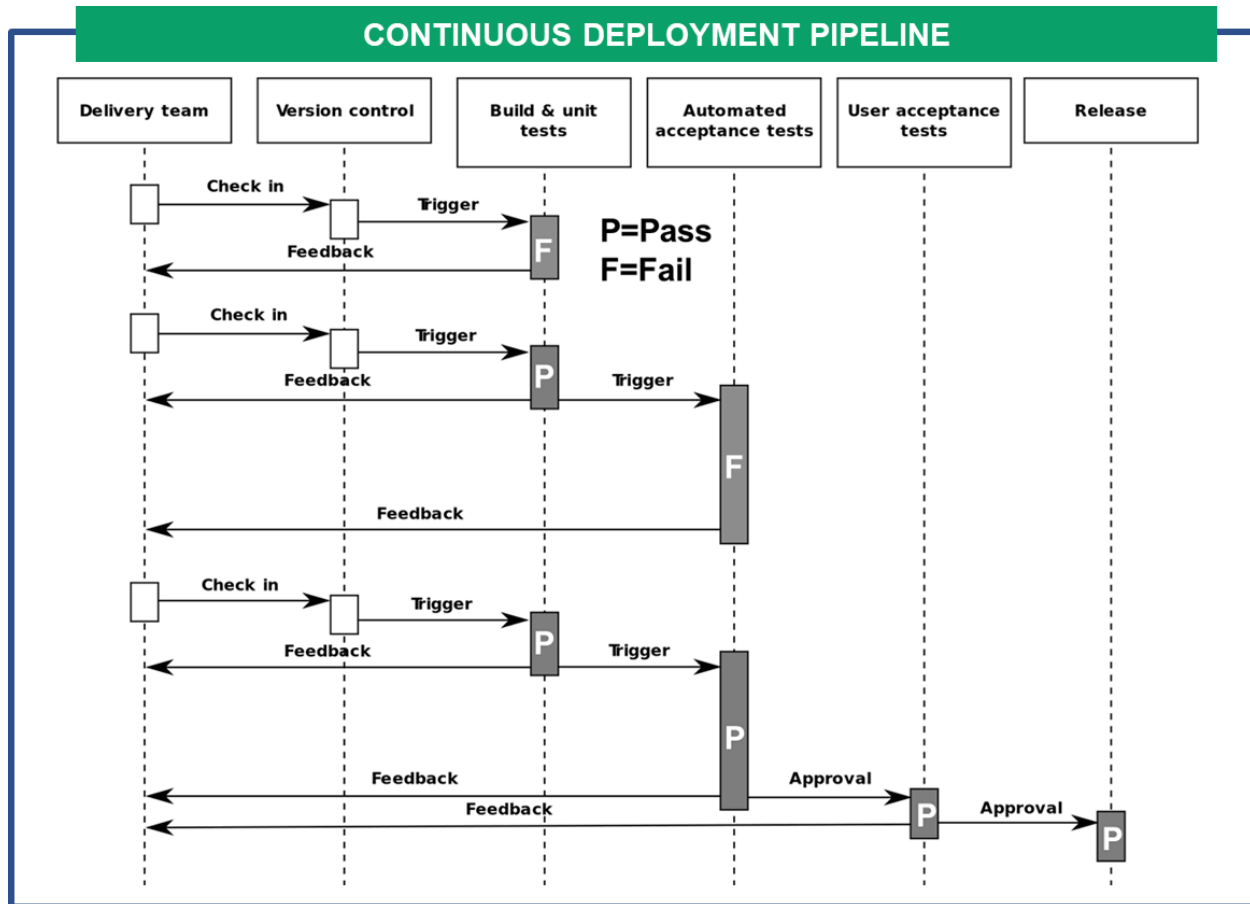 CONTINUOUS DEPLOYMENT PIPELINE
Delivery team
Version control
Build & unit
tests
Automated
acceptance tests
User acceptance
tests
Release
Check in
Trigger
F
P=Pass
F=Fail
Feedback
Check in
Trigger
P
Feedback
Trigger
F
Feedback
Check in
Trigger
P
Feedback
Trigger
P
Feedback
Approval
Feedback
P
Approval
P